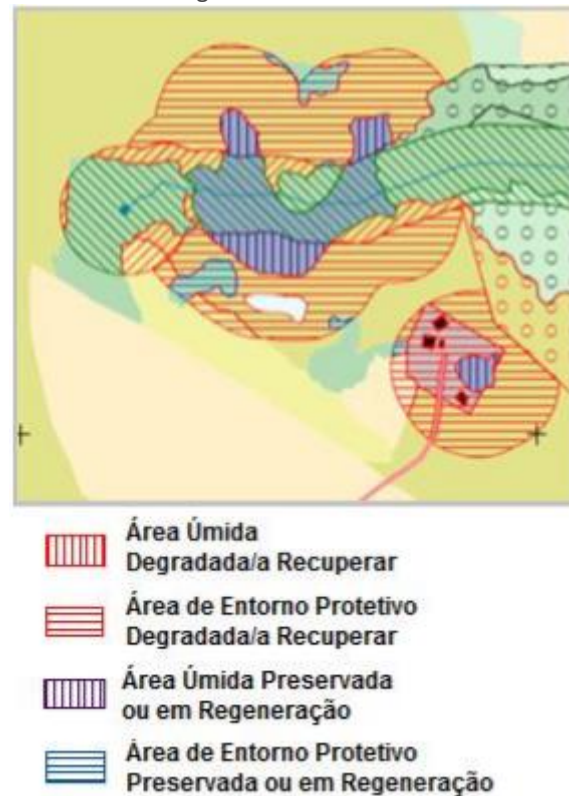 Área Úmida
Degradada/a Recuperar
Área de Entorno Protetivo
Degradada/a Recuperar
Área Úmida Preservada
ou em Regeneração
Área de Entorno Protetivo
Preservada ou em Regeneração